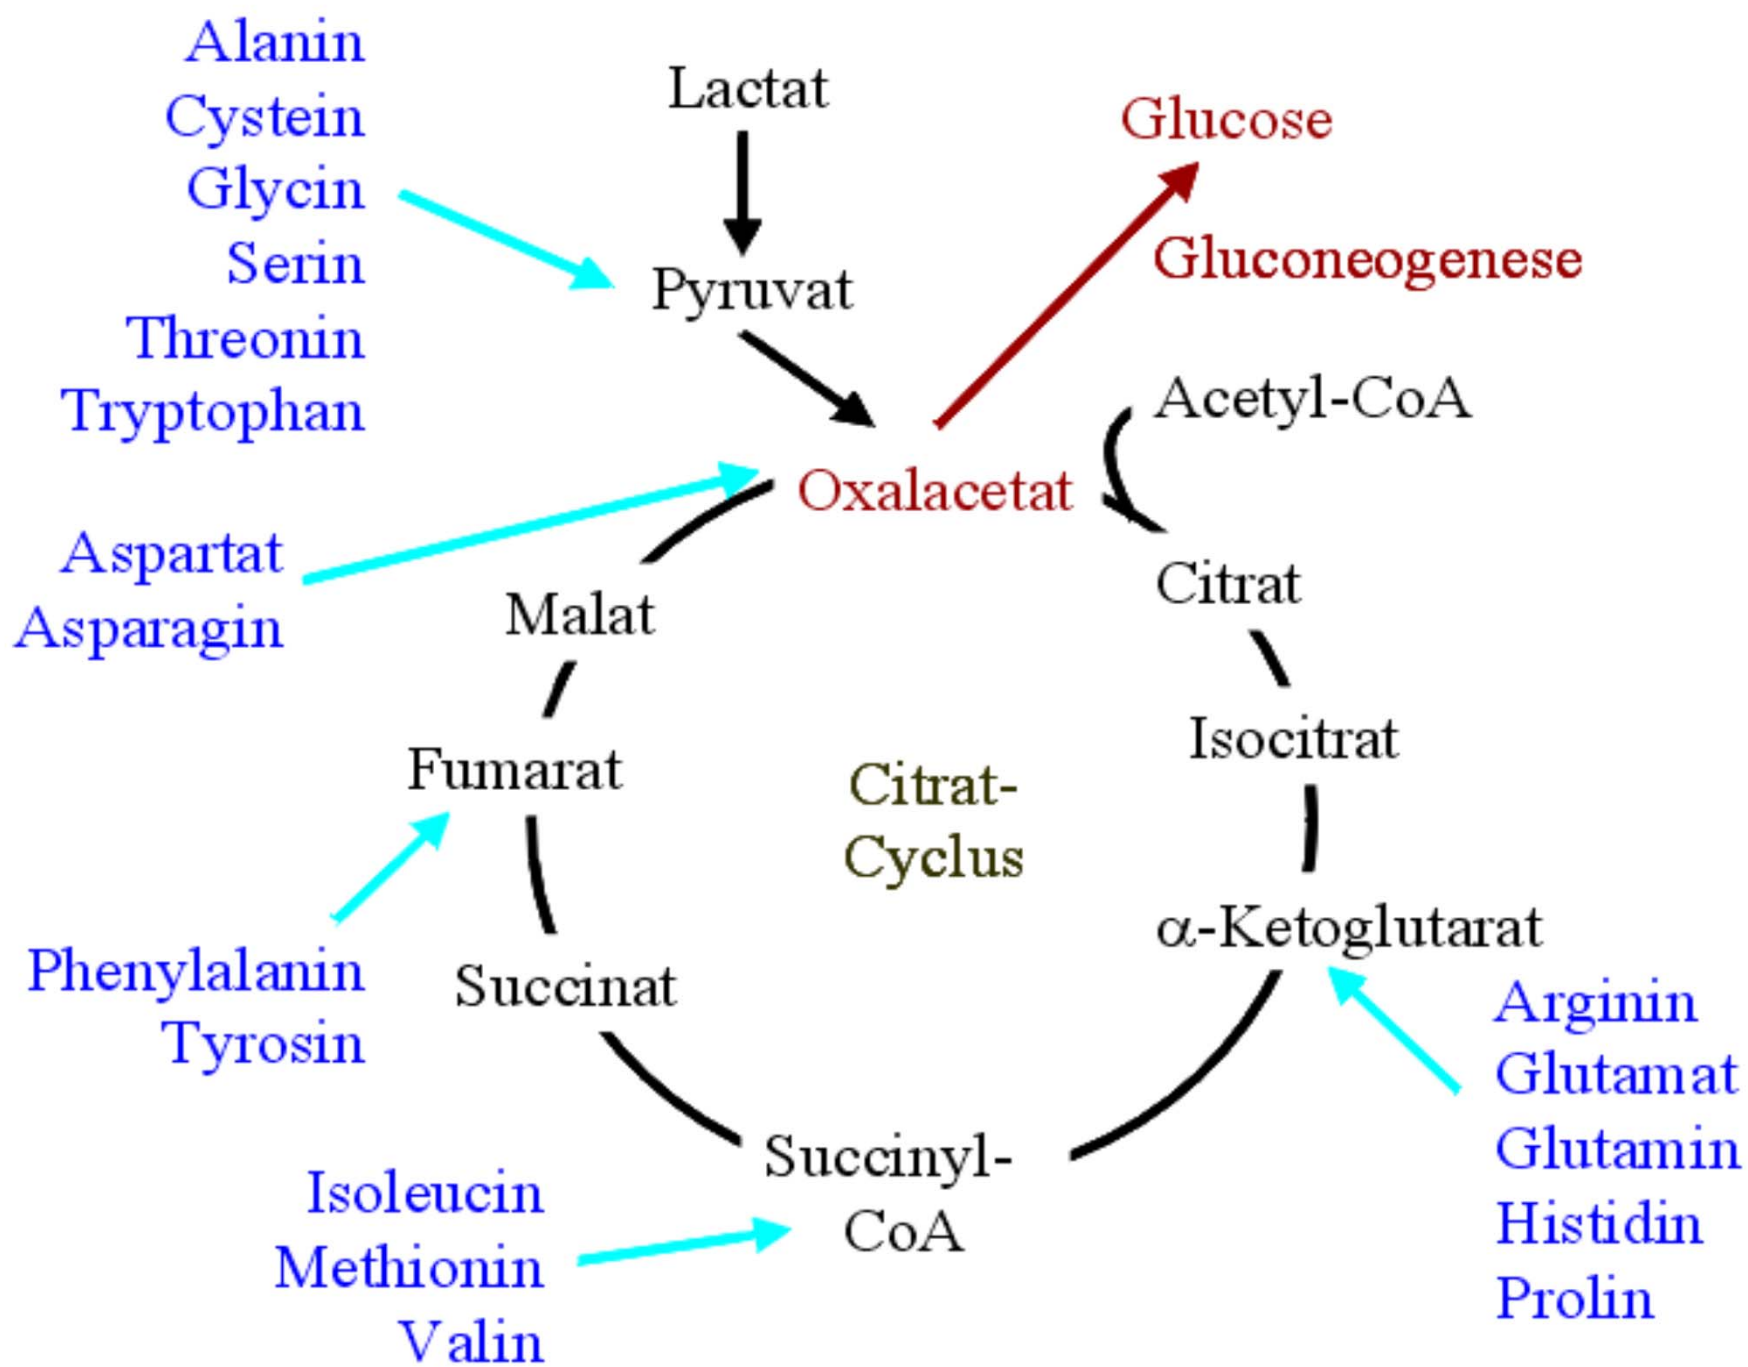 Alanin
Cystein
Glycin
Serin
Threonin
Tryptophan
Lactat
Pyruvat
Glucose
Gluconeogenese
Acetyl-CoA
Oxalacetat
Aspartat
Asparagin
Malat
Citrat
Fumarat
Isocitrat
Citrat-
Cyclus
α-Ketoglutarat
Phenylalanin
Tyrosin
Succinat
Arginin
Glutamat
Glutamin
Histidin
Prolin
Succinyl-
CoA
Isoleucin
Methionin
Valin